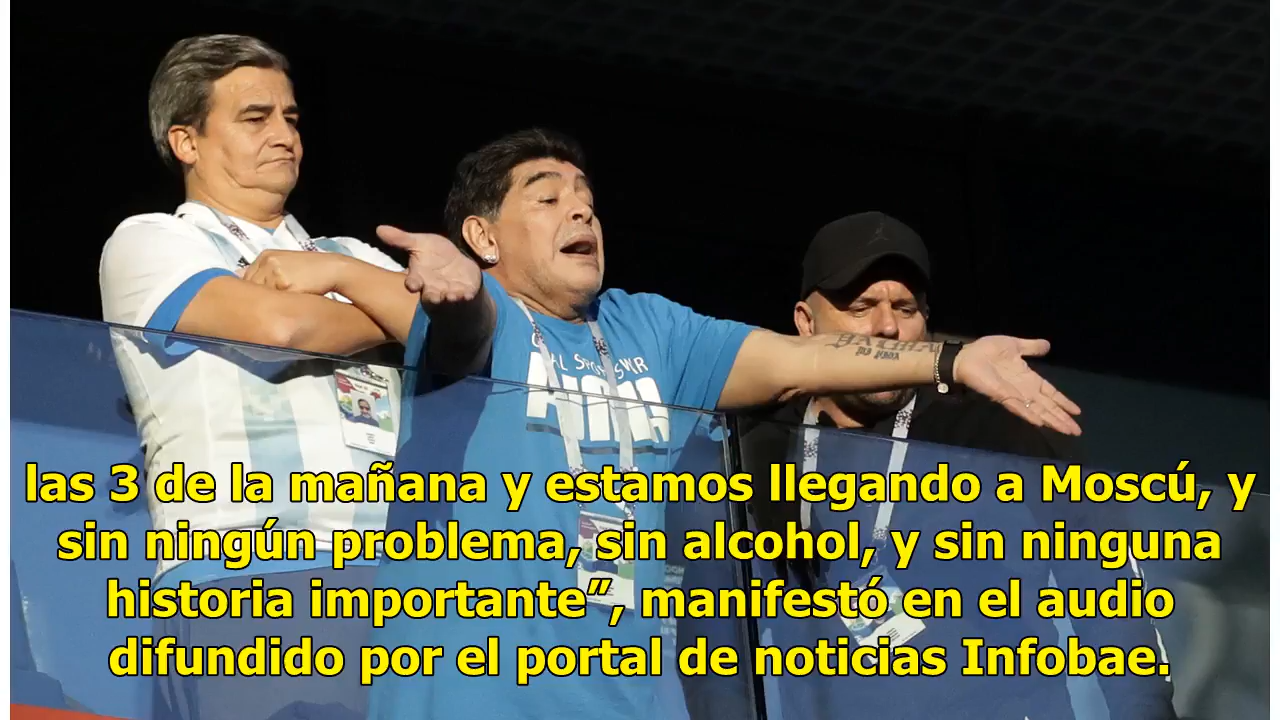 las 3 de la mañana y estamos llegando a Moscú, y
sin ningún problema, sin alcohol, y sin ninguna
historia importante”, manifestó en el audio
difundido por el portal de noticias Infobae.